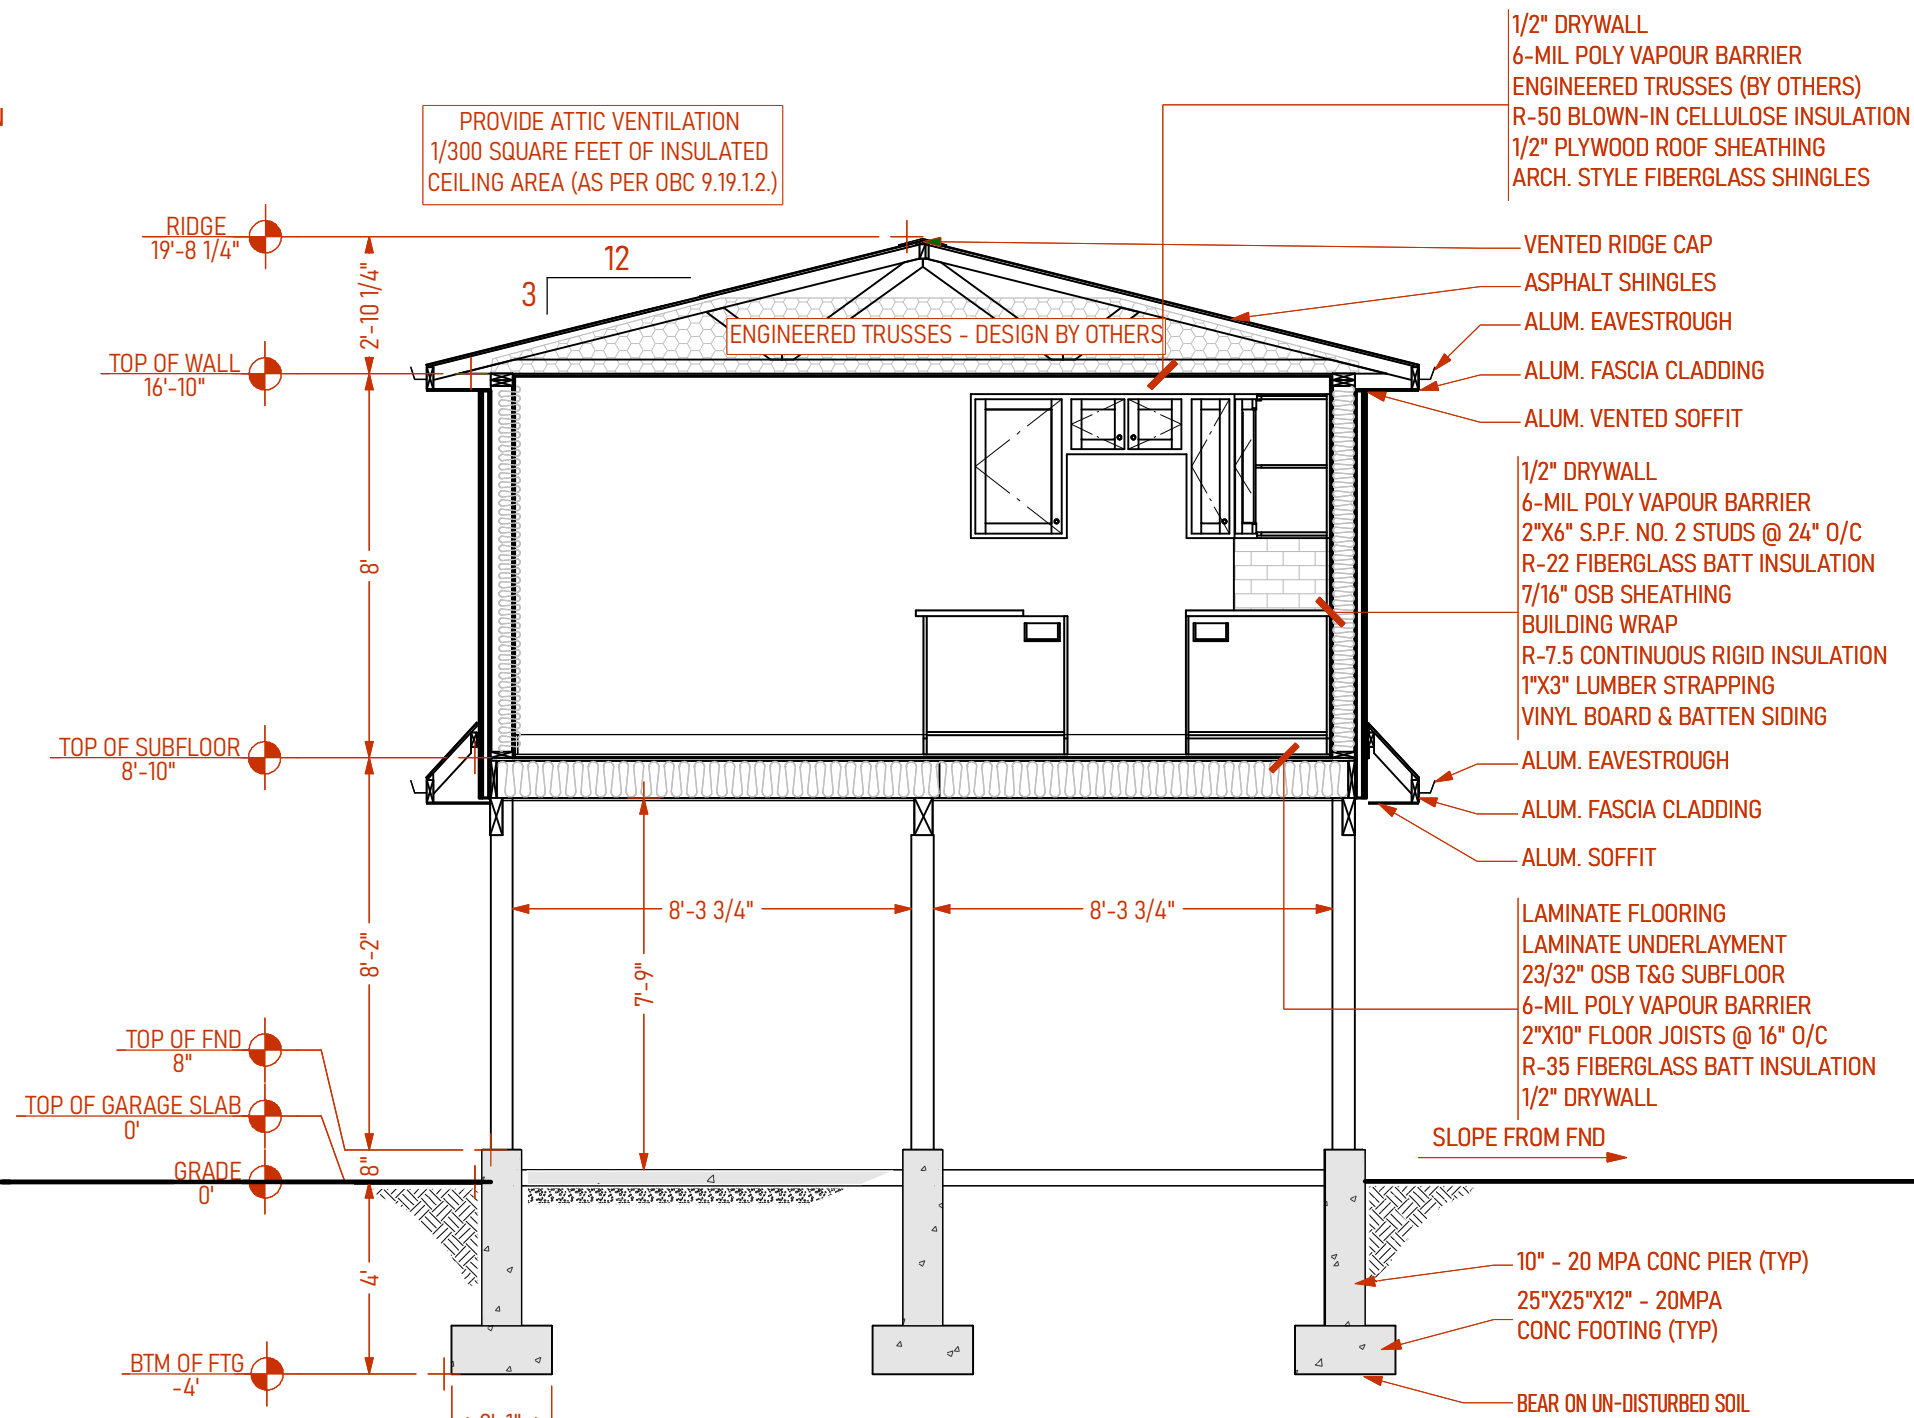 PROVIDE ATTIC VENTILATION
1/300 SQUARE FEET OF INSULATED
CEILING AREA (AS PER OBC 9.19.1.2.)
1/2" DRYWALL
6-MIL POLY VAPOUR BARRIER
ENGINEERED TRUSSES (BY OTHERS)
R-50 BLOWN-IN CELLULOSE INSULATION
1/2" PLYWOOD ROOF SHEATHING
ARCH. STYLE FIBERGLASS SHINGLES
RIDGE
19'-8 1/4"
2'-10 1/4"
12
3
VENTED RIDGE CAP
ASPHALT SHINGLES
ALUM. EAVESTROUGH
ENGINEERED TRUSSES - DESIGN BY OTHERS
TOP OF WALL
16'-10"
ALUM. FASCIA CLADDING
ALUM. VENTED SOFFIT
8'
1/2" DRYWALL
6-MIL POLY VAPOUR BARRIER
2"X6" S.P.F. NO. 2 STUDS @ 24" O/C
R-22 FIBERGLASS BATT INSULATION
7/16" OSB SHEATHING
BUILDING WRAP
R-7.5 CONTINUOUS RIGID INSULATION
1"X3" LUMBER STRAPPING
VINYL BOARD & BATTEN SIDING
TOP OF SUBFLOOR
8'-10"
ALUM. EAVESTROUGH
ALUM. FASCIA CLADDING
ALUM. SOFFIT
8'-3 3/4"
8'-3 3/4"
8'-2"
7'-9"
LAMINATE FLOORING
LAMINATE UNDERLAYMENT
23/32" OSB T&G SUBFLOOR
6-MIL POLY VAPOUR BARRIER
2"X10" FLOOR JOISTS @ 16" O/C
R-35 FIBERGLASS BATT INSULATION
1/2" DRYWALL
TOP OF FND
8"
TOP OF GARAGE SLAB
0'
SLOPE FROM FND
GRADE
0'
8"
4'
10" - 20 MPA CONC PIER (TYP)
25"X25"X12" - 20MPA
CONC FOOTING (TYP)
BTM OF FTG
-4'
BEAR ON UN-DISTURBED SOIL